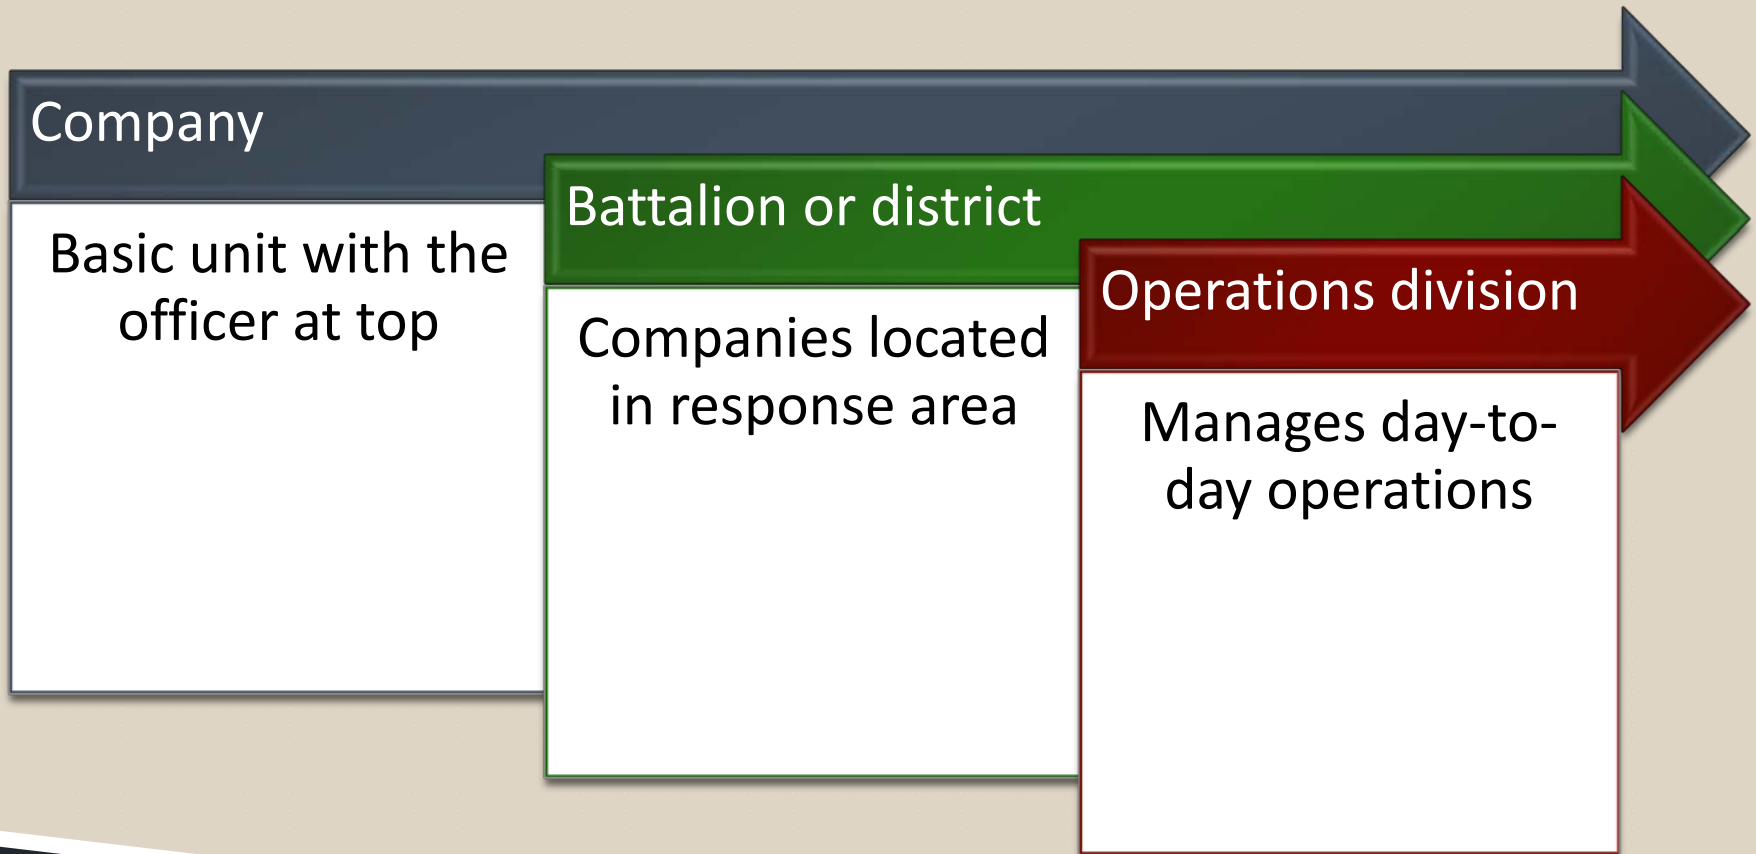 Company
Basic unit with the
officer at top
Battalion or district
Companies located
in response area
Operations division
Manages day-to-
day operations